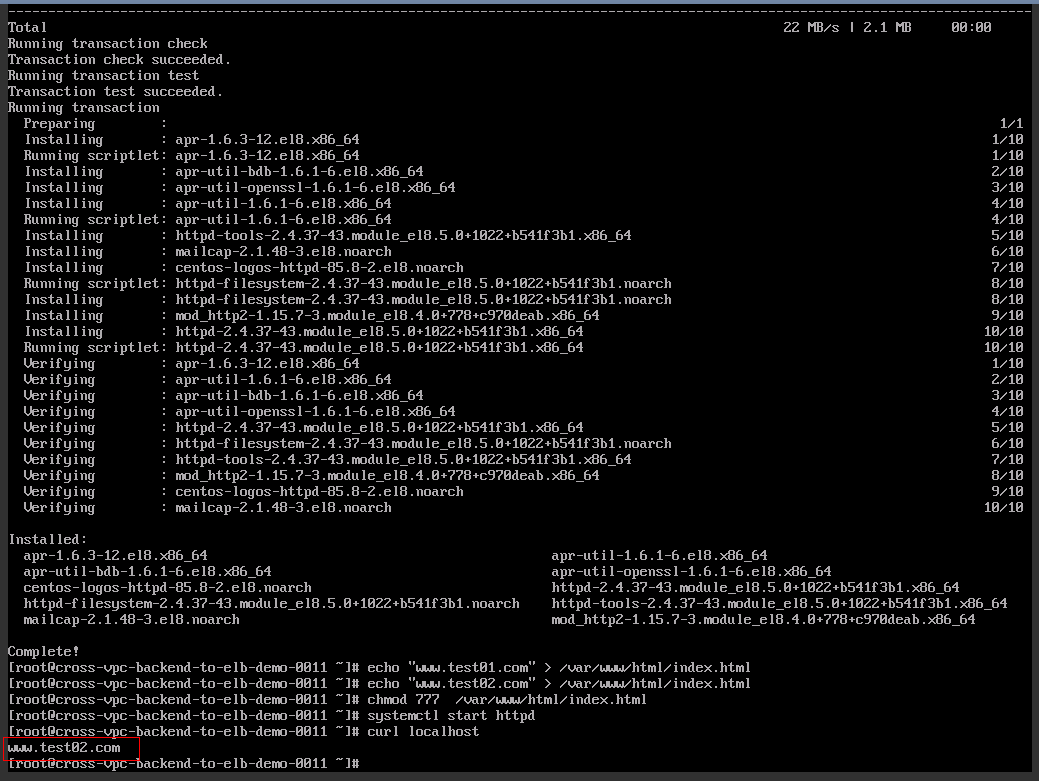 Total 22 MB/s | 2.1 MB 00:00
Running transaction check
Transaction check succeeded.
Running transaction test
Transaction test succeeded.
Running transaction
Preparing : 1/1
Installing : apr-1.6.3-12.el8.x86_64 1/10
Running scriptlet: apr-1.6.3-12.el8.x86_64 1/10
Installing : apr-util-bdb-1.6.1-6.el8.x86_64 2/10
Installing : apr-util-openssl-1.6.1-6.el8.x86_64 3/10
Installing : apr-util-1.6.1-6.el8.x86_64 4/10
Running scriptlet: apr-util-1.6.1-6.el8.x86_64 4/10
Installing : httpd-tools-2.4.37-43.module_el8.5.0+1022+b541f3b1.x86_64 5/10
Installing : mailcap-2.1.48-3.el8.noarch 6/10
Installing : centos-logos-httpd-85.8-2.el8.noarch 7/10
Running scriptlet: httpd-filesystem-2.4.37-43.module_el8.5.0+1022+b541f3b1.noarch 8/10
Installing : httpd-filesystem-2.4.37-43.module_el8.5.0+1022+b541f3b1.noarch 8/10
Installing : mod_http2-1.15.7-3.module_el8.4.0+778+c970deab.x86_64 9/10
Installing : httpd-2.4.37-43.module_el8.5.0+1022+b541f3b1.x86_64 10/10
Running scriptlet: httpd-2.4.37-43.module_el8.5.0+1022+b541f3b1.x86_64 10/10
Verifying : apr-1.6.3-12.el8.x86_64 1/10
Verifying : apr-util-1.6.1-6.el8.x86_64 2/10
Verifying : apr-util-bdb-1.6.1-6.el8.x86_64 3/10
Verifying : apr-util-openssl-1.6.1-6.el8.x86_64 4/10
Verifying : httpd-2.4.37-43.module_el8.5.0+1022+b541f3b1.x86_64 5/10
Verifying : httpd-filesystem-2.4.37-43.module_el8.5.0+1022+b541f3b1.noarch 6/10
Verifying : httpd-tools-2.4.37-43.module_el8.5.0+1022+b541f3b1.x86_64 7/10
Verifying : mod_http2-1.15.7-3.module_el8.4.0+778+c970deab.x86_64 8/10
Verifying : centos-logos-httpd-85.8-2.el8.noarch 9/10
Verifying : mailcap-2.1.48-3.el8.noarch 10/10
Installed:
apr-1.6.3-12.el8.x86_64 apr-util-1.6.1-6.el8.x86_64
apr-util-bdb-1.6.1-6.el8.x86_64 apr-util-openssl-1.6.1-6.el8.x86_64
centos-logos-httpd-85.8-2.el8.noarch httpd-2.4.37-43.module_el8.5.0+1022+b541f3b1.x86_64
httpd-filesystem-2.4.37-43.module_el8.5.0+1022+b541f3b1.noarch httpd-tools-2.4.37-43.module_el8.5.0+1022+b541f3b1.x86_64
mailcap-2.1.48-3.el8.noarch mod_http2-1.15.7-3.module_el8.4.0+778+c970deab.x86_64
Complete!
[root@cross-vpc-backend-to-elb-demo-0011 ~]# echo "www.test01.com" > /var/www/html/index.html
[root@cross-vpc-backend-to-elb-demo-0011 ~]# echo "www.test02.com" > /var/www/html/index.html
[root@cross-vpc-backend-to-elb-demo-0011 ~]# chmod 777  /var/www/html/index.html
[root@cross-vpc-backend-to-elb-demo-0011 ~]# systemctl start httpd
[root@cross-vpc-backend-to-elb-demo-0011 ~]# curl localhost
www.test02.com
[root@cross-vpc-backend-to-elb-demo-0011 ~]#